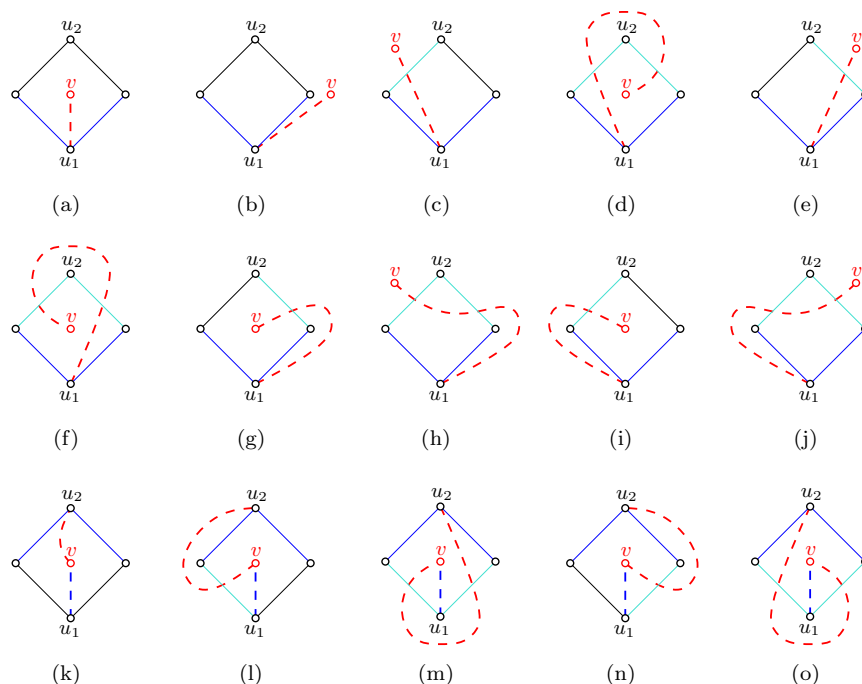 u₂ u₂ v u₂ u₂ u₂ v
v v v
u₁ u₁ u₁ u₁ u₁
(a) (b) (c) (d) (e)
u₂ u₂ v u₂ u₂ u₂ v
v v v
u₁ u₁ u₁ u₁ u₁
(f) (g) (h) (i) (j)
u₂ u₂ u₂ u₂ u₂
v v v v v
u₁ u₁ u₁ u₁ u₁
(k) (l) (m) (n) (o)